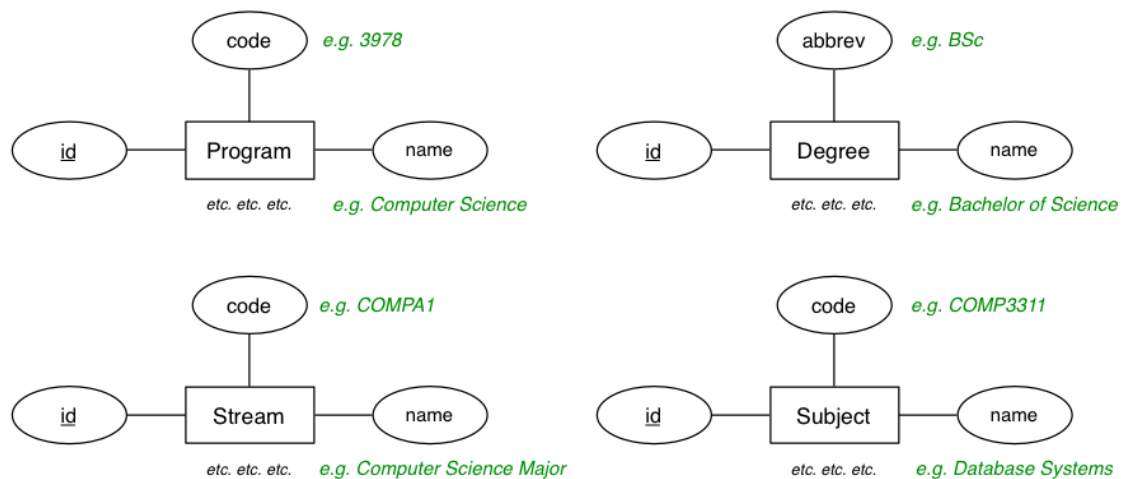 code e.g. 3978
id Program name
etc. etc. etc. e.g. Computer Science
abbrev e.g. BSc
id Degree name
etc. etc. etc. e.g. Bachelor of Science
code e.g. COMPA1
id Stream name
etc. etc. etc. e.g. Computer Science Major
code e.g. COMP3311
id Subject name
etc. etc. etc. e.g. Database Systems